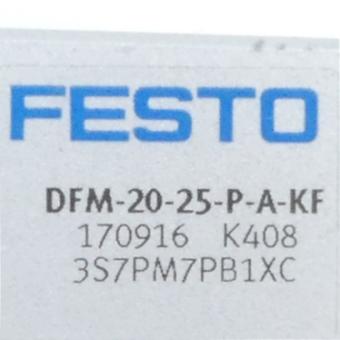 FESTO
DFM-20-25-P-A-KF
170916 K408
3S7PM7PB1XC